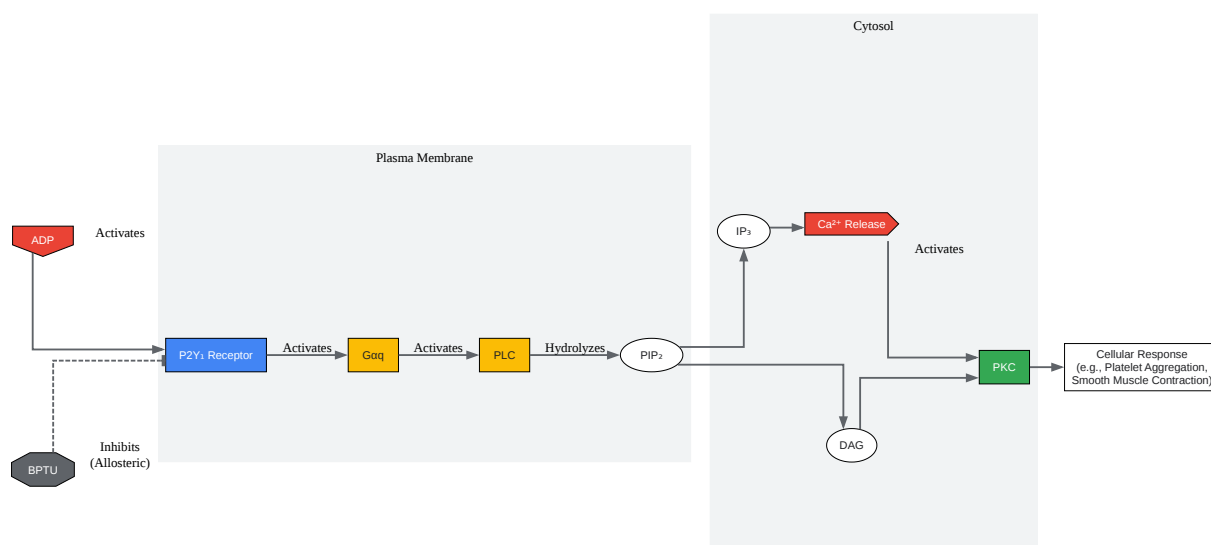 Cytosol
Plasma Membrane
IP₃
Ca²⁺ Release
ADP
Activates
Activates
P2Y₁ Receptor
Activates
Gαq
Activates
PLC
Hydrolyzes
PIP₂
PKC
Cellular Response
(e.g., Platelet Aggregation,
Smooth Muscle Contraction)
DAG
Inhibits
(Allosteric)
BPTU